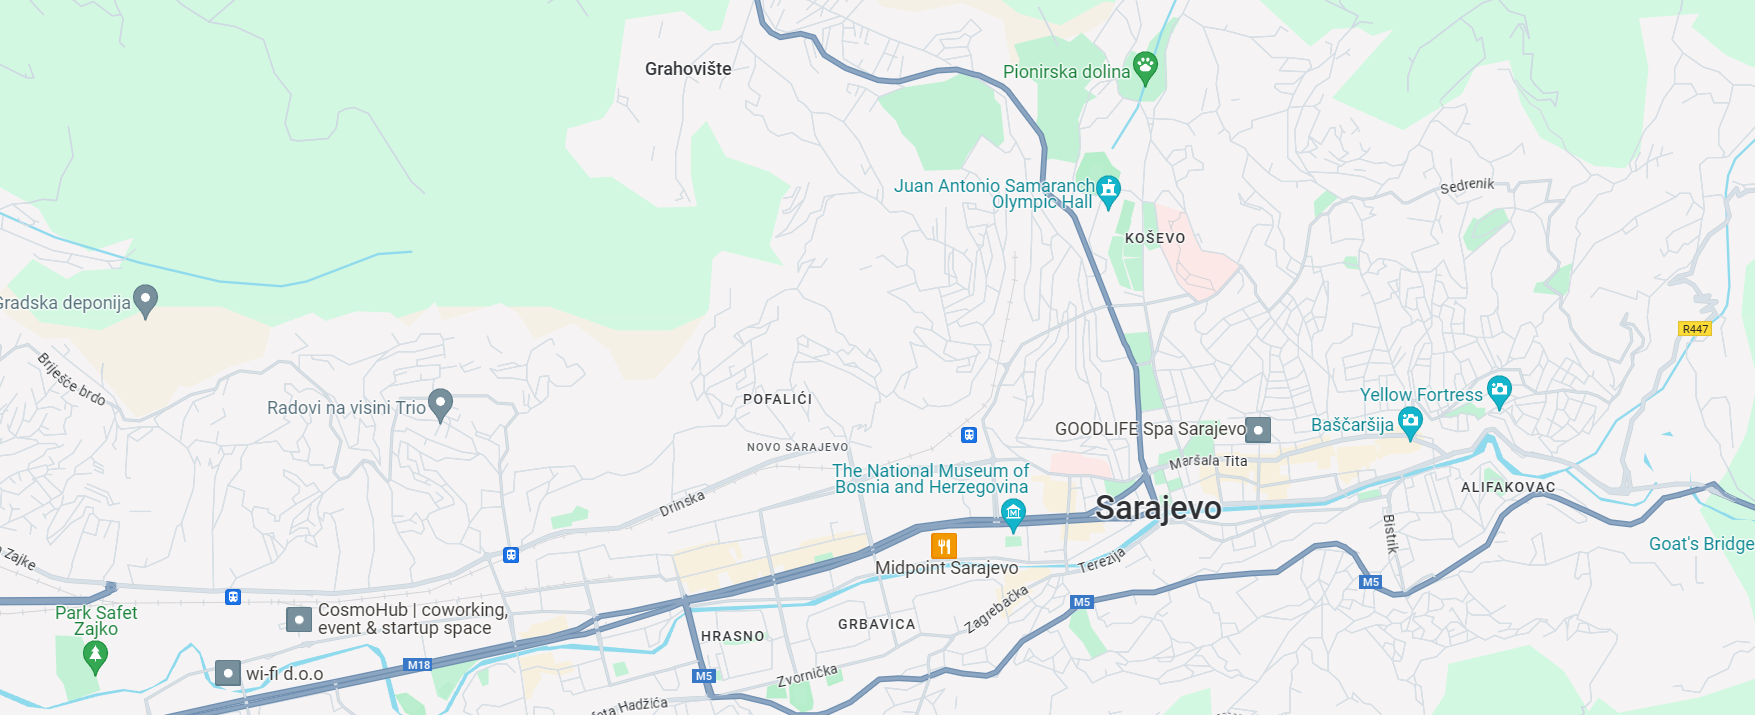 Grahovište
Pionirska dolina
Juan Antonio Samaranch
Olympic Hall
Sedrenik
KOŠEVO
Gradska deponija
R447
Briješće brdo
Radovi na visini Trio
POFALIĆI
Yellow Fortress
Baščaršija
GOODLIFE Spa Sarajevo
NOVO SARAJEVO
Maršala Tita
The National Museum of
Bosnia and Herzegovina
ALIFAKOVAC
Drinska
Sarajevo
Bistrik
Goat's Bridge
Zajke
Terezija
Midpoint Sarajevo
M5
M5
Zagrebačka
Park Safet
Zajko
CosmoHub | coworking,
event & startup space
GRBAVICA
HRASNO
M18
wi-fi d.o.o
M5
Zvornička
Hadžića